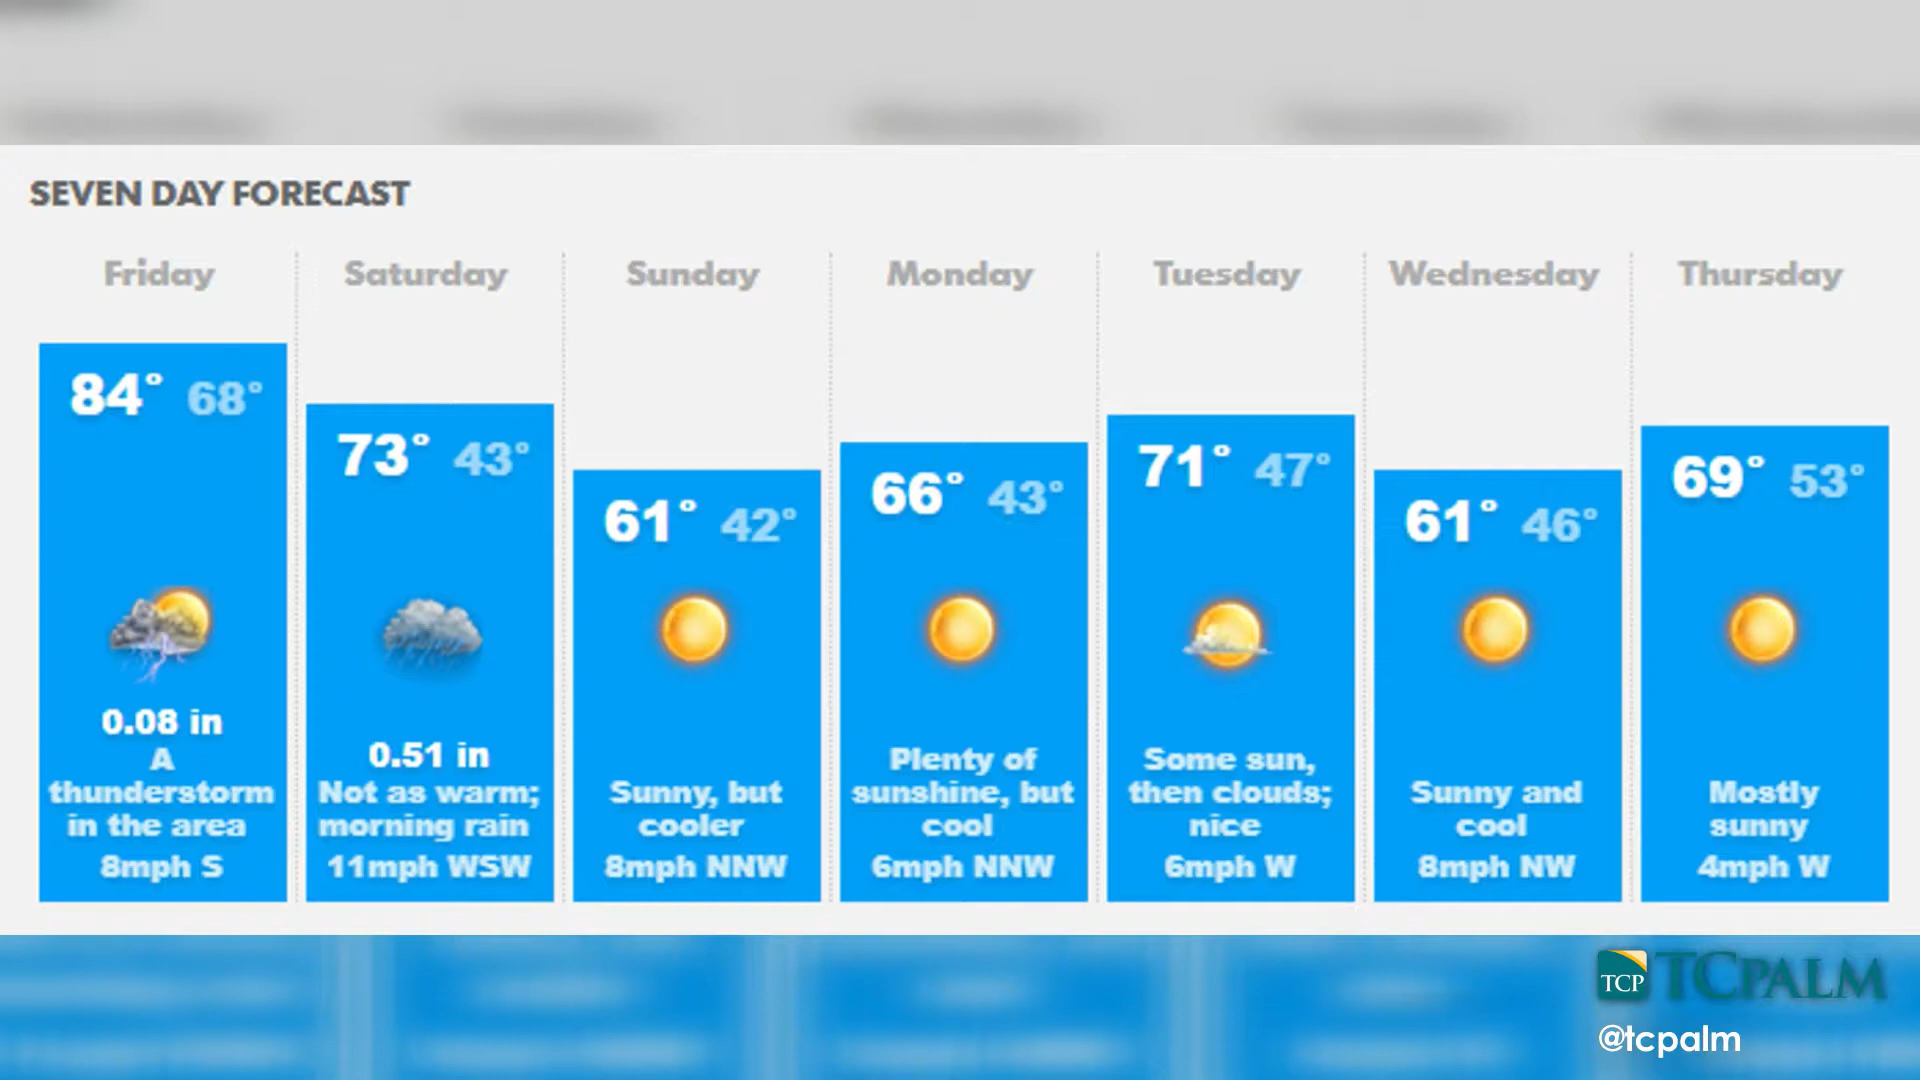 SEVEN DAY FORECAST
Friday
84° 68°
0.08 in
A
thunderstorm
in the area
8mph S
Saturday
73° 43°
0.51 in
Not as warm;
morning rain
11mph WSW
Sunday
61° 42°
Sunny, but
cooler
8mph NNW
Monday
66° 43°
Plenty of
sunshine, but
cool
6mph NNW
Tuesday
71° 47°
Some sun,
then clouds;
nice
6mph W
Wednesday
61° 46°
Sunny and
cool
8mph NW
Thursday
69° 53°
Mostly
sunny
4mph W
TCP TCPALM
@tcpalm